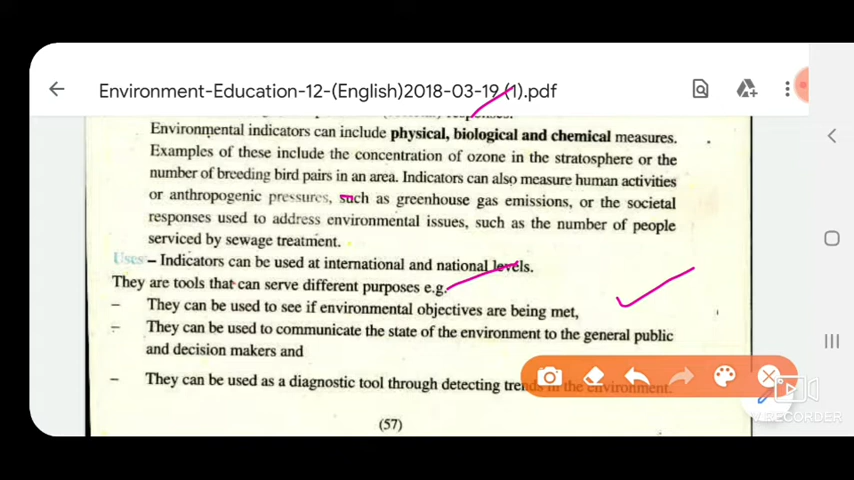 Environment-Education-12-(English)2018-03-19 (1).pdf
responses.
Environmental indicators can include physical, biological and chemical measures.
Examples of these include the concentration of ozone in the stratosphere or the
number of breeding bird pairs in an area. Indicators can also measure human activities
or anthropogenic pressures, such as greenhouse gas emissions, or the societal
responses used to address environmental issues, such as the number of people
serviced by sewage treatment.
Uses – Indicators can be used at international and national levels.
They are tools that can serve different purposes e.g.
– They can be used to see if environmental objectives are being met,
– They can be used to communicate the state of the environment to the general public
and decision makers and
– They can be used as a diagnostic tool through detecting trends in the environment.
(57)
V RECORDER